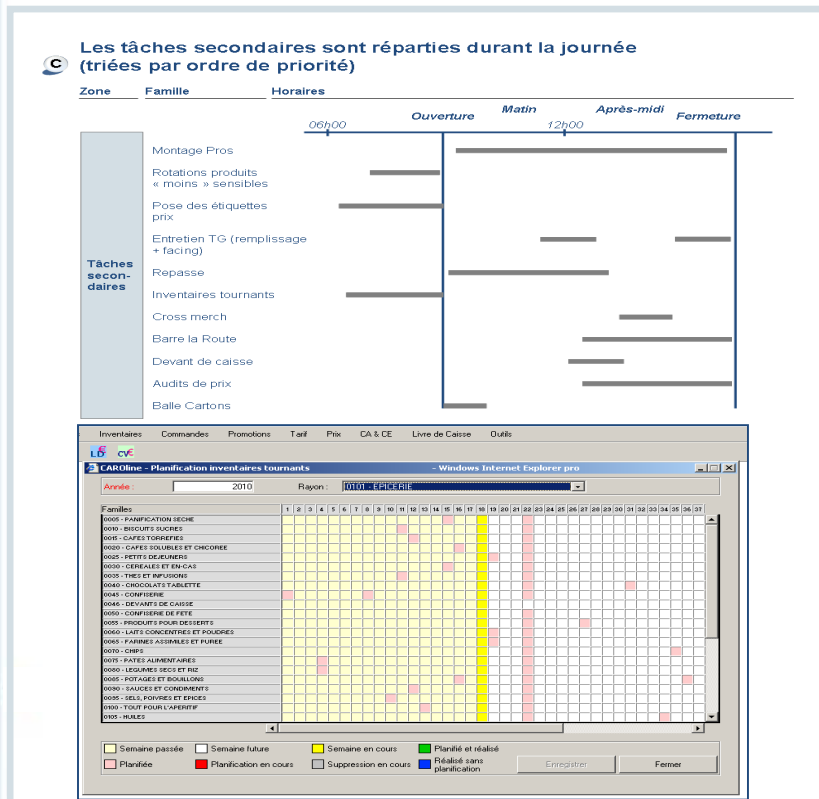 Les tâches secondaires sont réparties durant la journée
C (triées par ordre de priorité)
Zone Famille Horaires
Matin Après-midi
Ouverture Fermeture
06h00 12h00
Montage Pros
Rotations produits
« moins » sensibles
Pose des étiquettes
prix
Entretien TG (remplissage
+ facing)
Tâches
secon-
daires
Repasse
Inventaires tournants
Cross merch
Barre la Route
Devant de caisse
Audits de prix
Balle Cartons
Inventaires Commandes Promotions Tarif Prix CA & CE Livre de Caisse Outils
LD€ CV€
CAROline - Planification inventaires tournants - Windows Internet Explorer pro
Année : 2010 Rayon : 0101 - EPICERIE
Familles 1 2 3 4 5 6 7 8 9 10 11 12 13 14 15 16 17 18 19 20 21 22 23 24 25 26 27 28 29 30 31 32 33 34 35 36 37
0005 - PANIFICATION SECHE
0010 - BISCUITS SUCRES
0015 - CAFES TORREFIES
0020 - CAFES SOLUBLES ET CHICOREE
0025 - PETITS DEJEUNERS
0030 - CEREALES ET EN-CAS
0035 - THES ET INFUSIONS
0040 - CHOCOLATS TABLETTE
0045 - CONFISERIE
0046 - DEVANTS DE CAISSE
0050 - CONFISERIE DE FETE
0055 - PRODUITS POUR DESSERTS
0060 - LAITS CONCENTRES ET POUDRES
0065 - FARINES ASSIMILES ET PUREE
0070 - CHIPS
0075 - PATES ALIMENTAIRES
0080 - LEGUMES SECS ET RIZ
0085 - POTAGES ET BOUILLONS
0090 - SAUCES ET CONDIMENTS
0095 - SELS, POIVRES ET EPICES
0100 - TOUT POUR L'APERITIF
0105 - HUILES
Semaine passée Semaine future Semaine en cours Planifié et réalisé
Planifiée Planification en cours Suppression en cours Réalisé sans
planification
Enregistrer Fermer